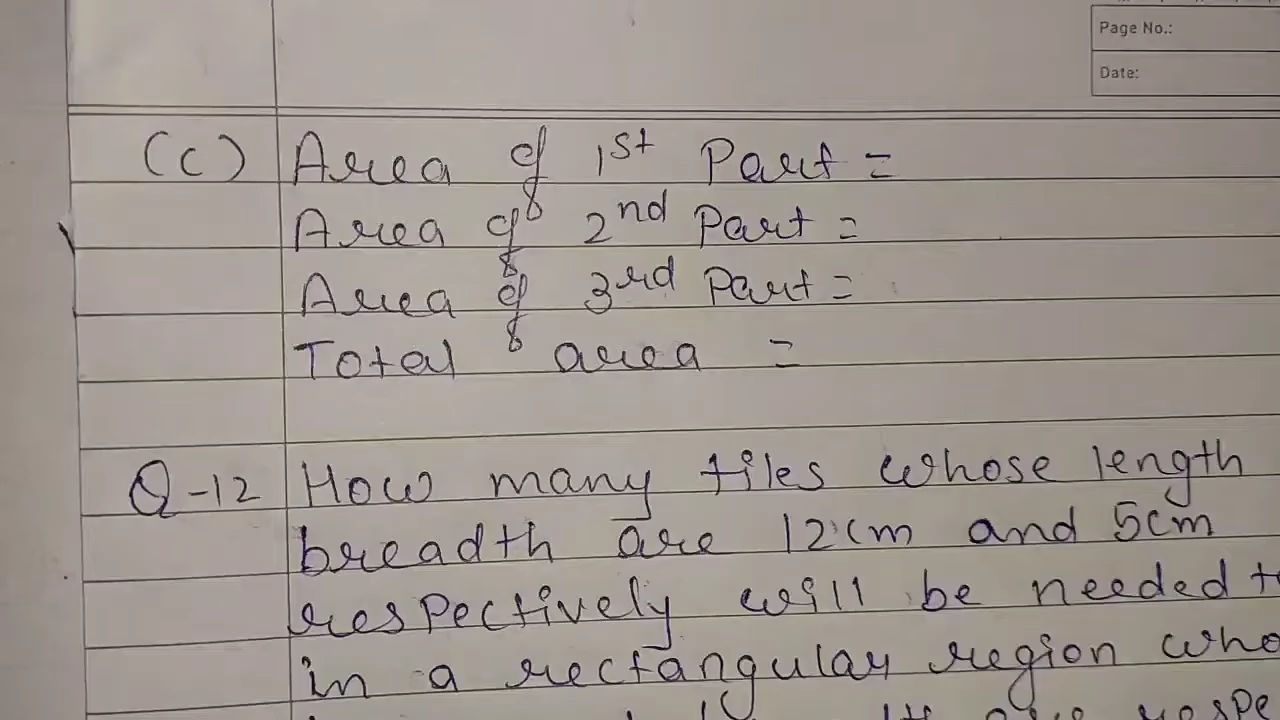 Page No.:
Date:
(c) Area of 1st Part =
Area of 2nd Part =
Area of 3rd Part =
Total area =
Q-12 How many tiles whose length
breadth are 12cm and 5cm
respectively will be needed
in a rectangular region